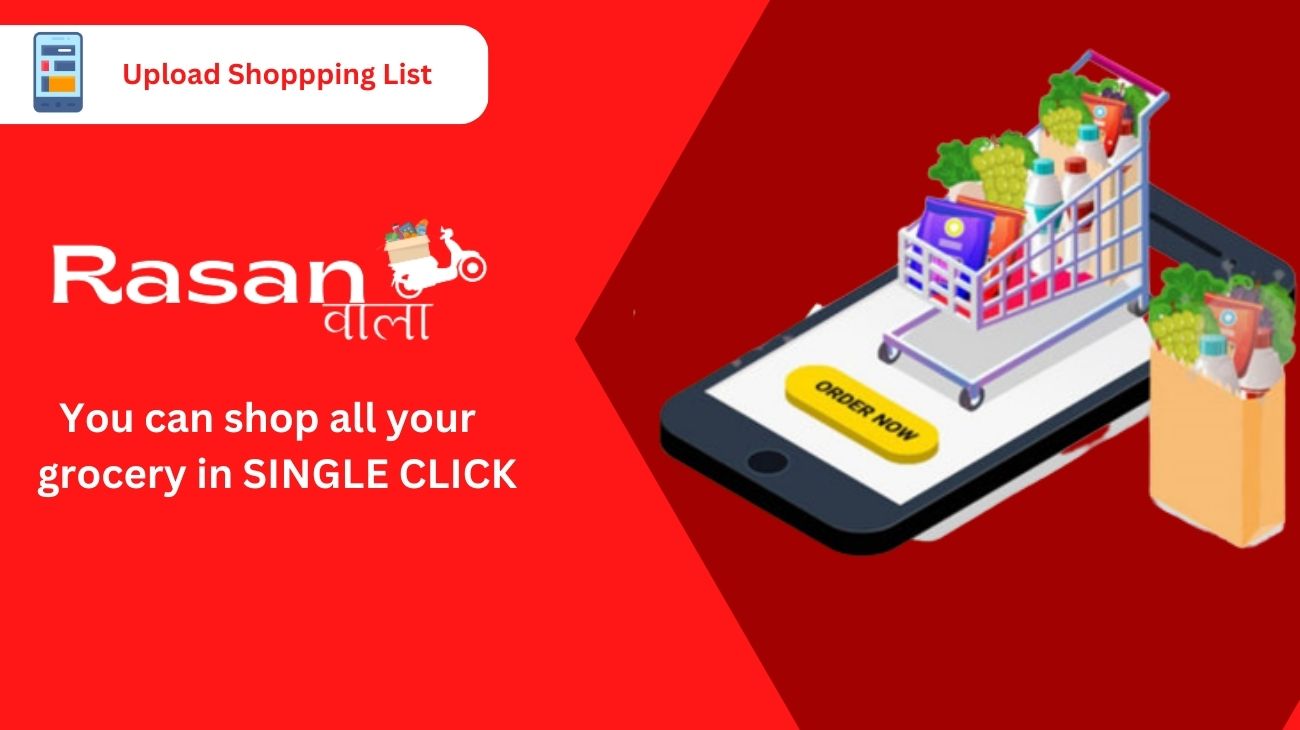 Upload Shoppping List
Rasan
वाला
You can shop all your
grocery in SINGLE CLICK
ORDER NOW